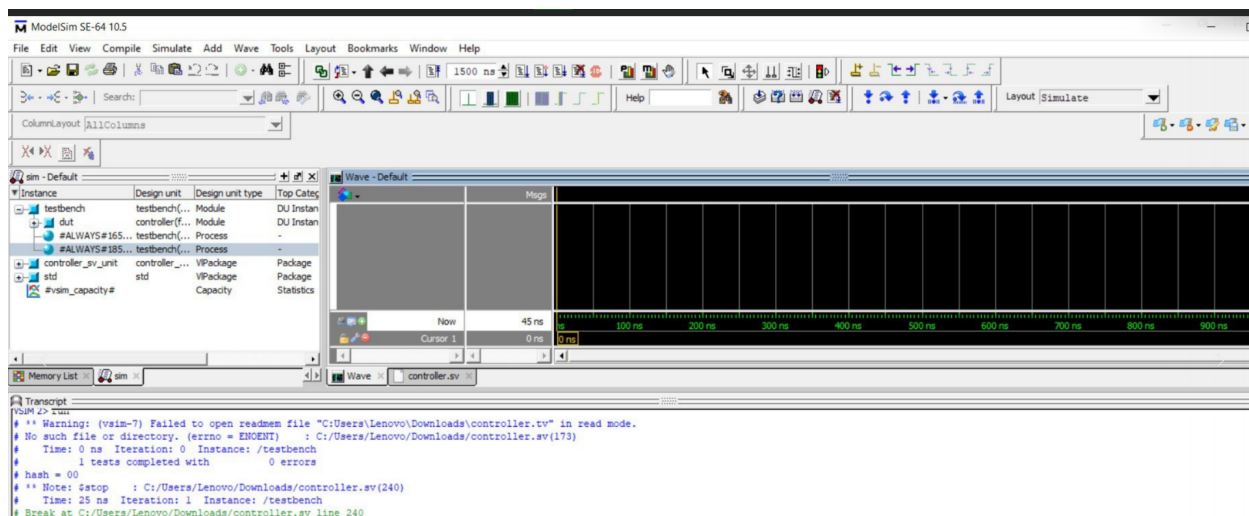 ModelSim SE-64 10.5
File Edit View Compile Simulate Add Wave Tools Layout Bookmarks Window Help
1500 ns
Search:
Help
Layout Simulate
ColumnLayout AllColumns
sim - Default
Instance Design unit Design unit type Top Categ
testbench testbench(... Module DU Instan
dut controller(f... Module DU Instan
#ALWAYS#165... testbench(... Process -
#ALWAYS#185... testbench(... Process -
controller_sv_unit controller_... VlPackage Package
std std VlPackage Package
#vsim_capacity# Capacity Statistics
Memory List sim
Wave - Default
Msgs
Now 45 ns
Cursor 1 0 ns
ns 100 ns 200 ns 300 ns 400 ns 500 ns 600 ns 700 ns 800 ns 900 ns
0 ns
Wave controller.sv
Transcript
VSIM 2> run
# ** Warning: (vsim-7) Failed to open readmem file "C:Users\Lenovo\Downloads\controller.tv" in read mode.
# No such file or directory. (errno = ENOENT) : C:/Users/Lenovo/Downloads/controller.sv(173)
# Time: 0 ns Iteration: 0 Instance: /testbench
# 1 tests completed with 0 errors
# hash = 00
# ** Note: $stop : C:/Users/Lenovo/Downloads/controller.sv(240)
# Time: 25 ns Iteration: 1 Instance: /testbench
# Break at C:/Users/Lenovo/Downloads/controller.sv line 240